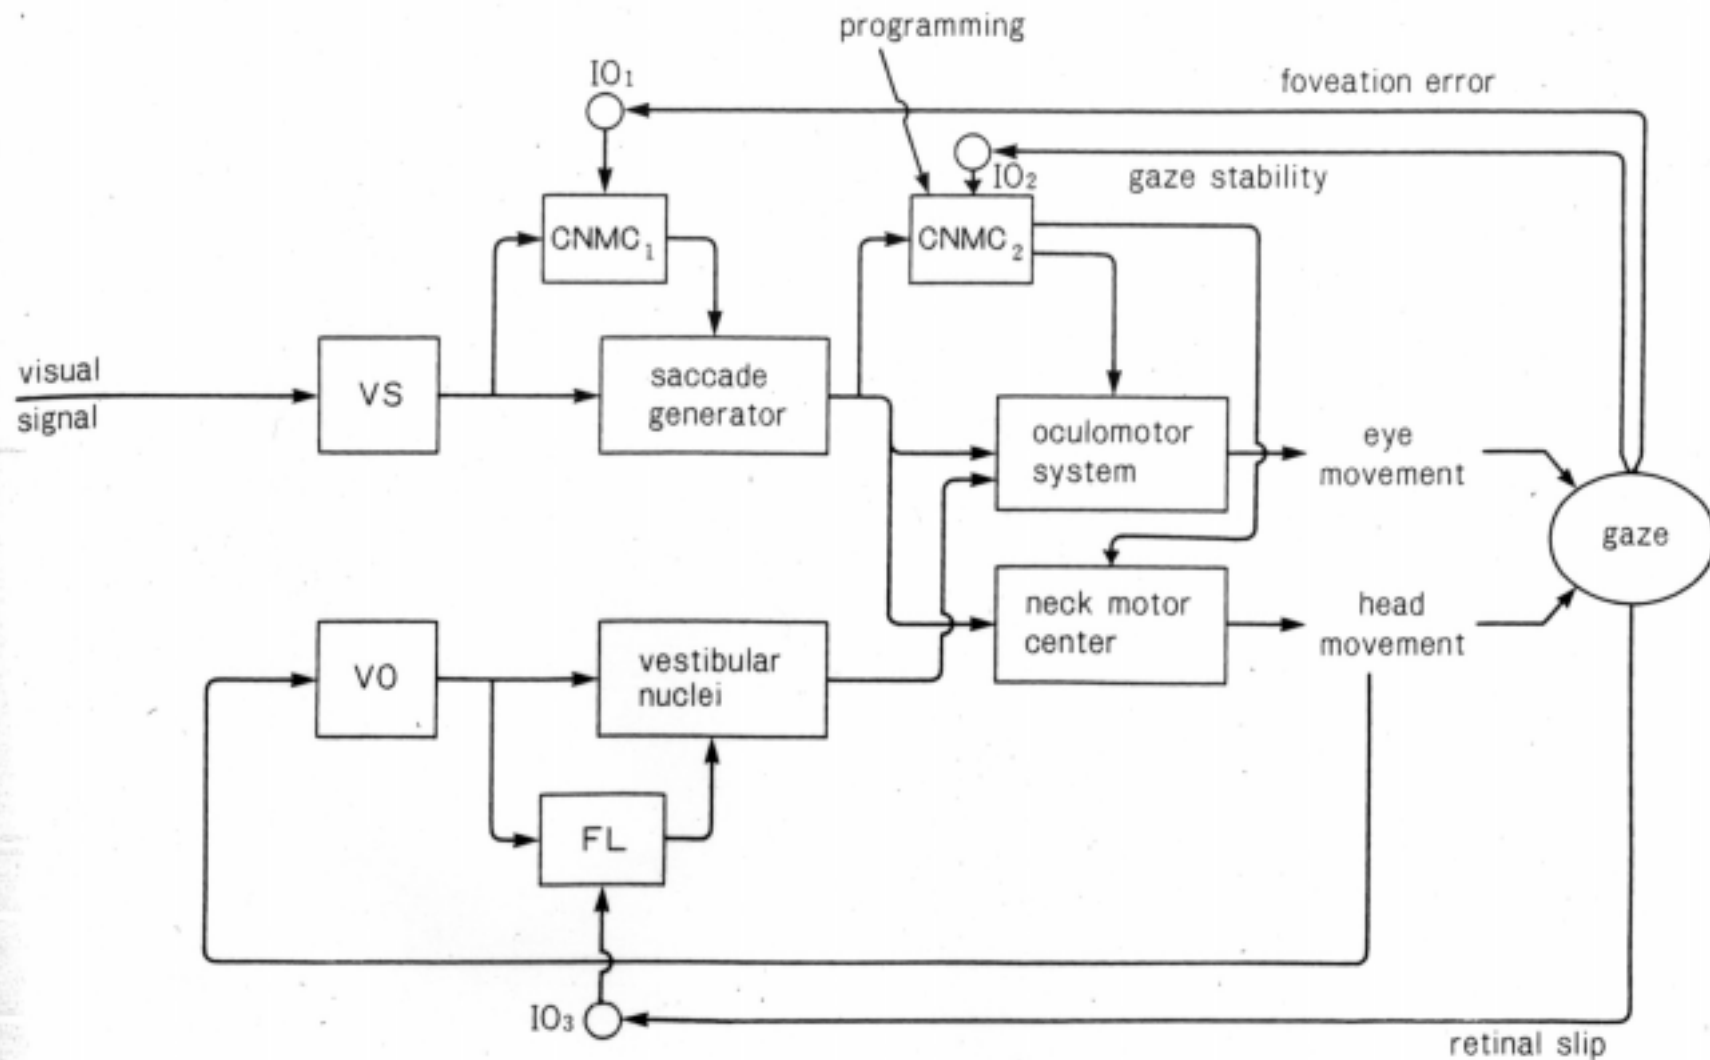 programming
IO1
foveation error
IO2
gaze stability
CNMC1
CNMC2
visual
signal
VS
saccade
generator
oculomotor
system
eye
movement
gaze
neck motor
center
head
movement
VO
vestibular
nuclei
FL
IO3
retinal slip